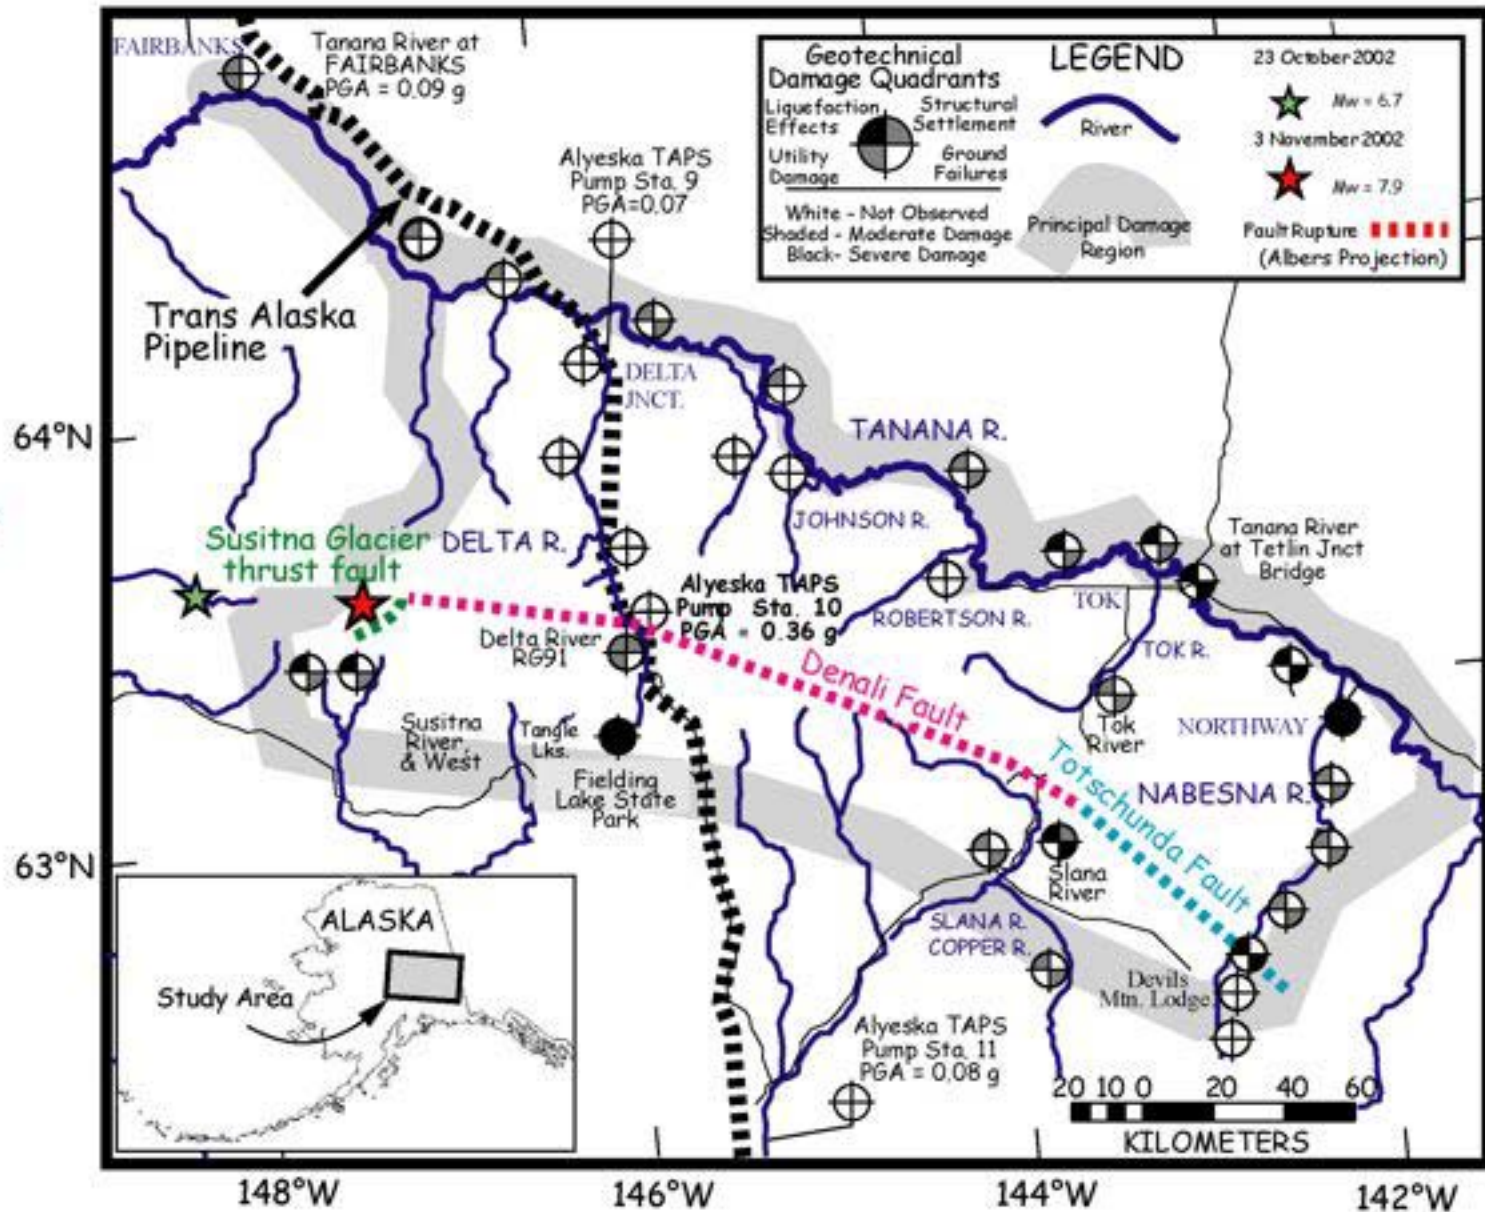 FAIRBANKS
Tanana River at
FAIRBANKS
PGA = 0.09 g
Alyeska TAPS
Pump Sta. 9
PGA=0.07
Geotechnical
Damage Quadrants
Liquefaction
Effects
Structural
Settlement
Utility
Damage
Ground
Failures
White - Not Observed
Shaded - Moderate Damage
Black- Severe Damage
LEGEND
River
Principal Damage
Region
23 October 2002
Mw = 6.7
3 November 2002
Mw = 7.9
Fault Rupture
(Albers Projection)
Trans Alaska
Pipeline
DELTA
JNCT.
64°N
TANANA R.
JOHNSON R.
Susitna Glacier
thrust fault
DELTA R.
Tanana River
at Tetlin Jnct
Bridge
Alyeska TAPS
Pump Sta. 10
PGA = 0.36 g
ROBERTSON R.
TOK
TOK R.
Delta River
RG91
Denali Fault
Tok
River
NORTHWAY
Susitna
River,
& West
Tangle
Lks.
Fielding
Lake State
Park
Totschunda Fault
NABESNA R.
63°N
Slana
River
SLANA R.
COPPER R.
Devils
Mtn. Lodge
ALASKA
Study Area
Alyeska TAPS
Pump Sta. 11
PGA = 0.08 g
20 10 0 20 40 60
KILOMETERS
148°W 146°W 144°W 142°W